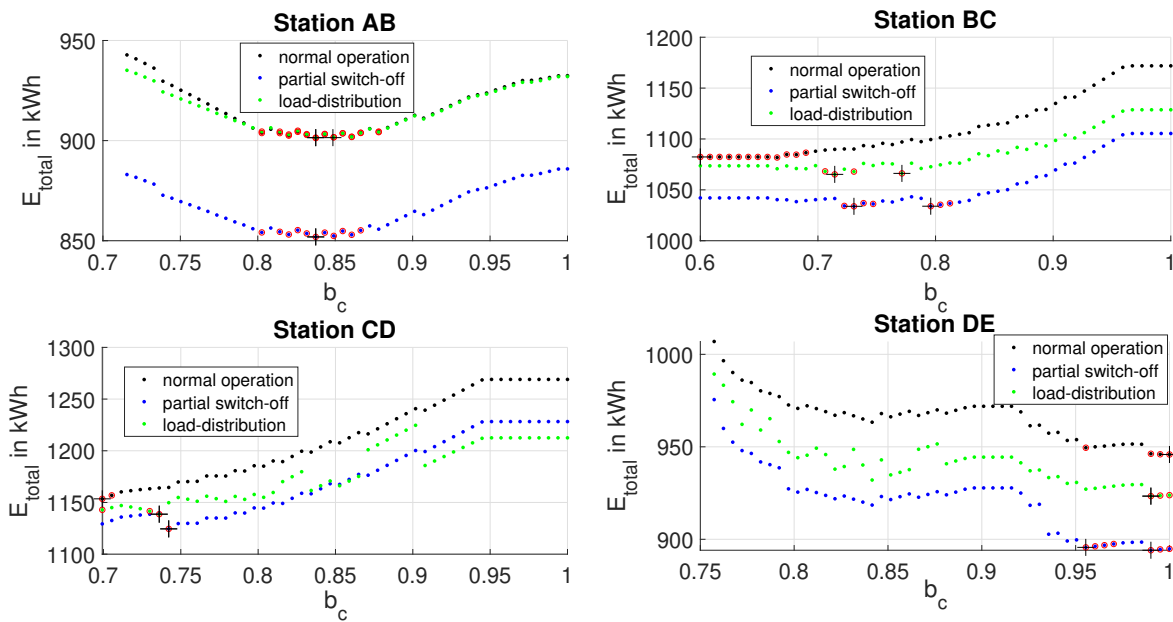 Station AB
E_total in kWh
950
900
850
normal operation
partial switch-off
load-distribution
0.7 0.75 0.8 0.85 0.9 0.95 1
b_c
Station BC
E_total in kWh
1200
1150
1100
1050
1000
normal operation
partial switch-off
load-distribution
0.6 0.7 0.8 0.9 1
b_c
Station CD
E_total in kWh
1300
1250
1200
1150
1100
normal operation
partial switch-off
load-distribution
0.7 0.75 0.8 0.85 0.9 0.95 1
b_c
Station DE
E_total in kWh
1000
950
900
normal operation
partial switch-off
load-distribution
0.75 0.8 0.85 0.9 0.95 1
b_c